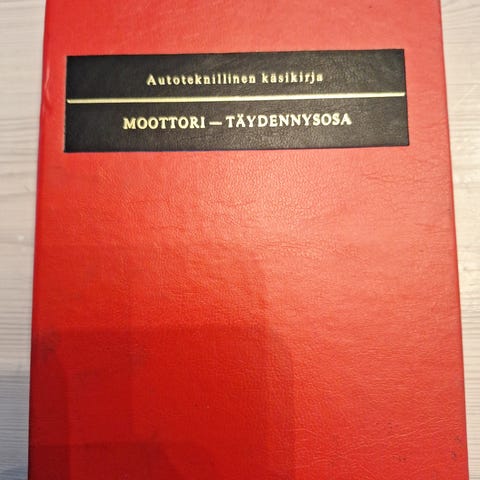 Autoteknillinen käsikirja
MOOTTORI — TÄYDENNYSOSA